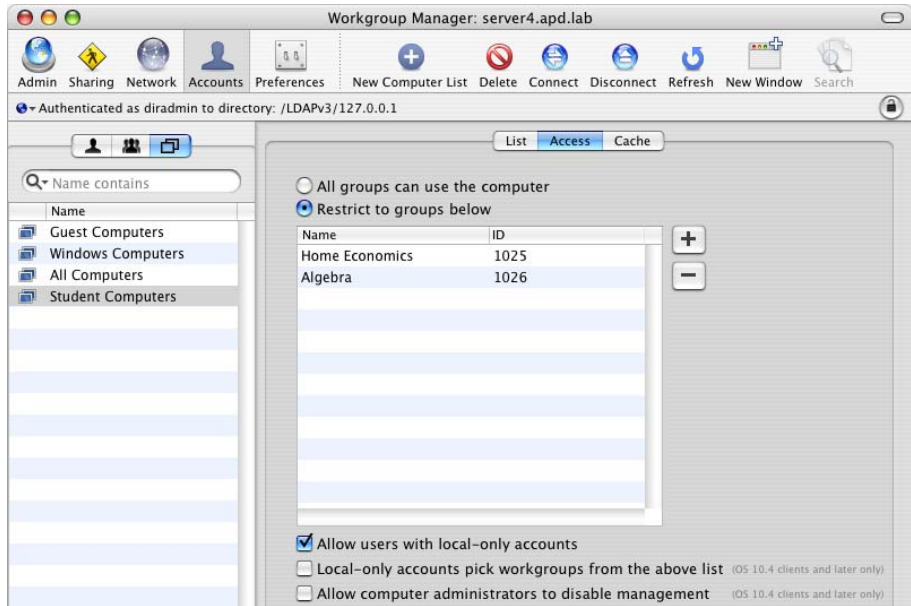 Workgroup Manager: server4.apd.lab
Admin Sharing Network Accounts Preferences New Computer List Delete Connect Disconnect Refresh New Window Search
Authenticated as diradmin to directory: /LDAPv3/127.0.0.1
List Access Cache
Name contains
Name
Guest Computers
Windows Computers
All Computers
Student Computers
All groups can use the computer
Restrict to groups below
Name ID
Home Economics 1025
Algebra 1026
Allow users with local-only accounts
Local-only accounts pick workgroups from the above list (OS 10.4 clients and later only)
Allow computer administrators to disable management (OS 10.4 clients and later only)